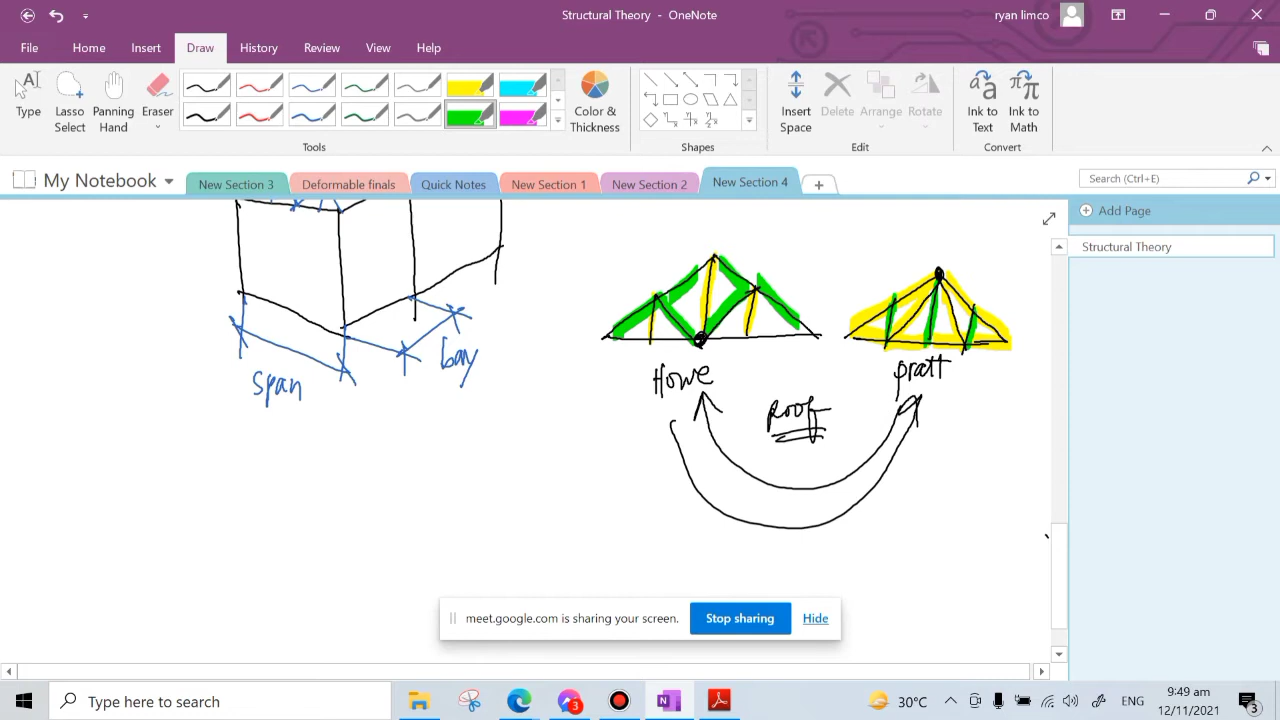 Structural Theory - OneNote
ryan limco
File Home Insert Draw History Review View Help
Type
Lasso Select
Panning Hand
Eraser
Color & Thickness
Insert Space
Delete
Arrange
Rotate
Ink to Text
Ink to Math
Tools
Shapes
Edit
Convert
My Notebook
New Section 3
Deformable finals
Quick Notes
New Section 1
New Section 2
New Section 4
Search (Ctrl+E)
Add Page
Structural Theory
span
bay
Howe
pratt
Roof
meet.google.com is sharing your screen.
Stop sharing
Hide
Type here to search
3
30°C
ENG
9:49 am
12/11/2021
3